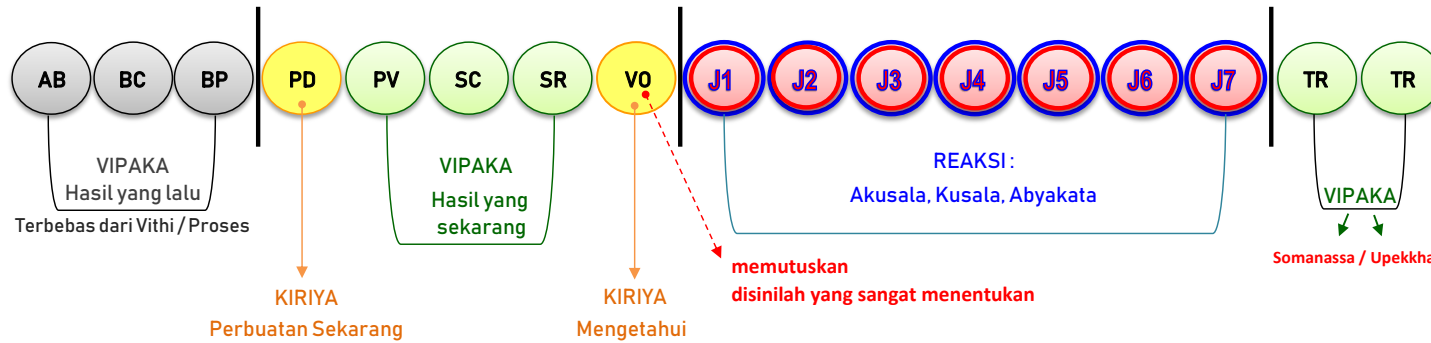 AB BC BP PD PV SC SR VO J1 J2 J3 J4 J5 J6 J7 TR TR
VIPAKA
Hasil yang lalu
Terbebas dari Vithi / Proses
VIPAKA
Hasil yang
sekarang
REAKSI :
Akusala, Kusala, Abyakata
VIPAKA
Somanassa / Upekkha
memutuskan
disinilah yang sangat menentukan
KIRIYA
Perbuatan Sekarang
KIRIYA
Mengetahui